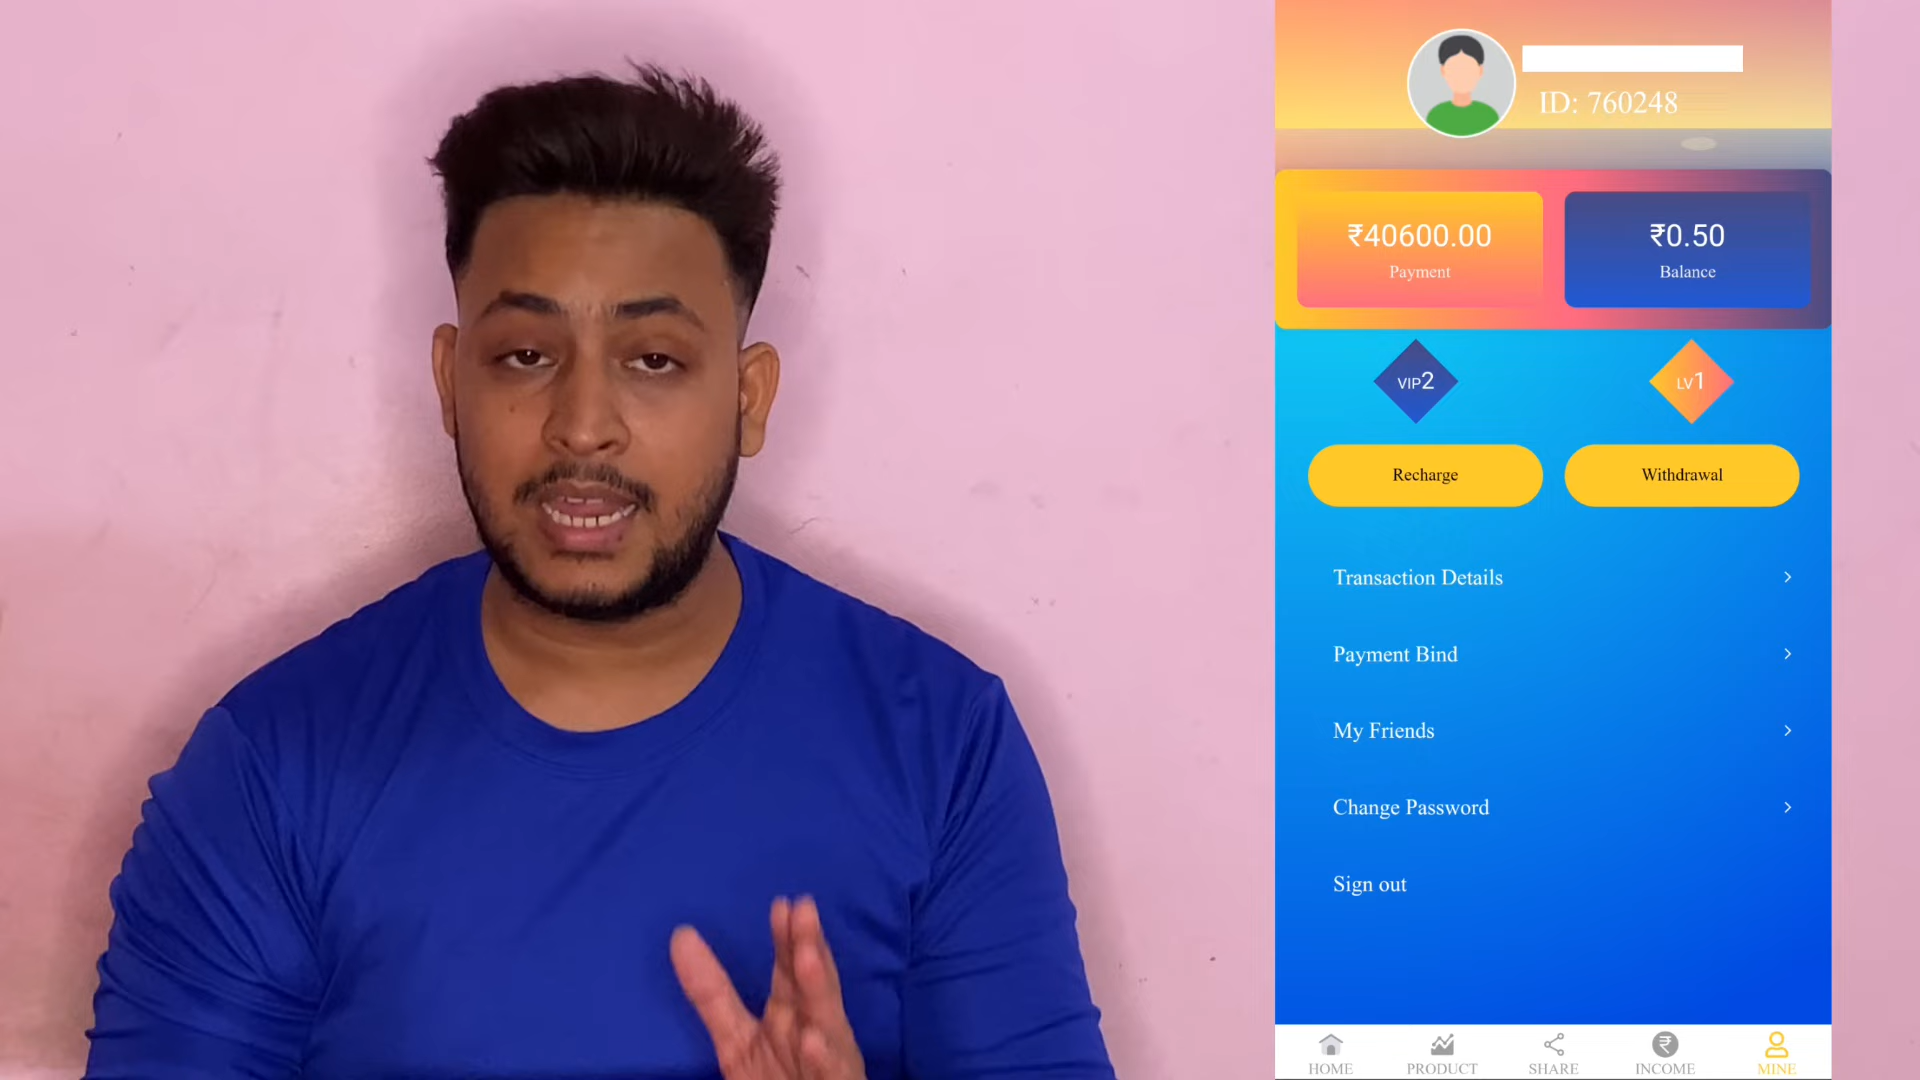 ID: 760248
₹40600.00
Payment
₹0.50
Balance
VIP2
LV1
Recharge
Withdrawal
Transaction Details
Payment Bind
My Friends
Change Password
Sign out
HOME
PRODUCT
SHARE
INCOME
MINE